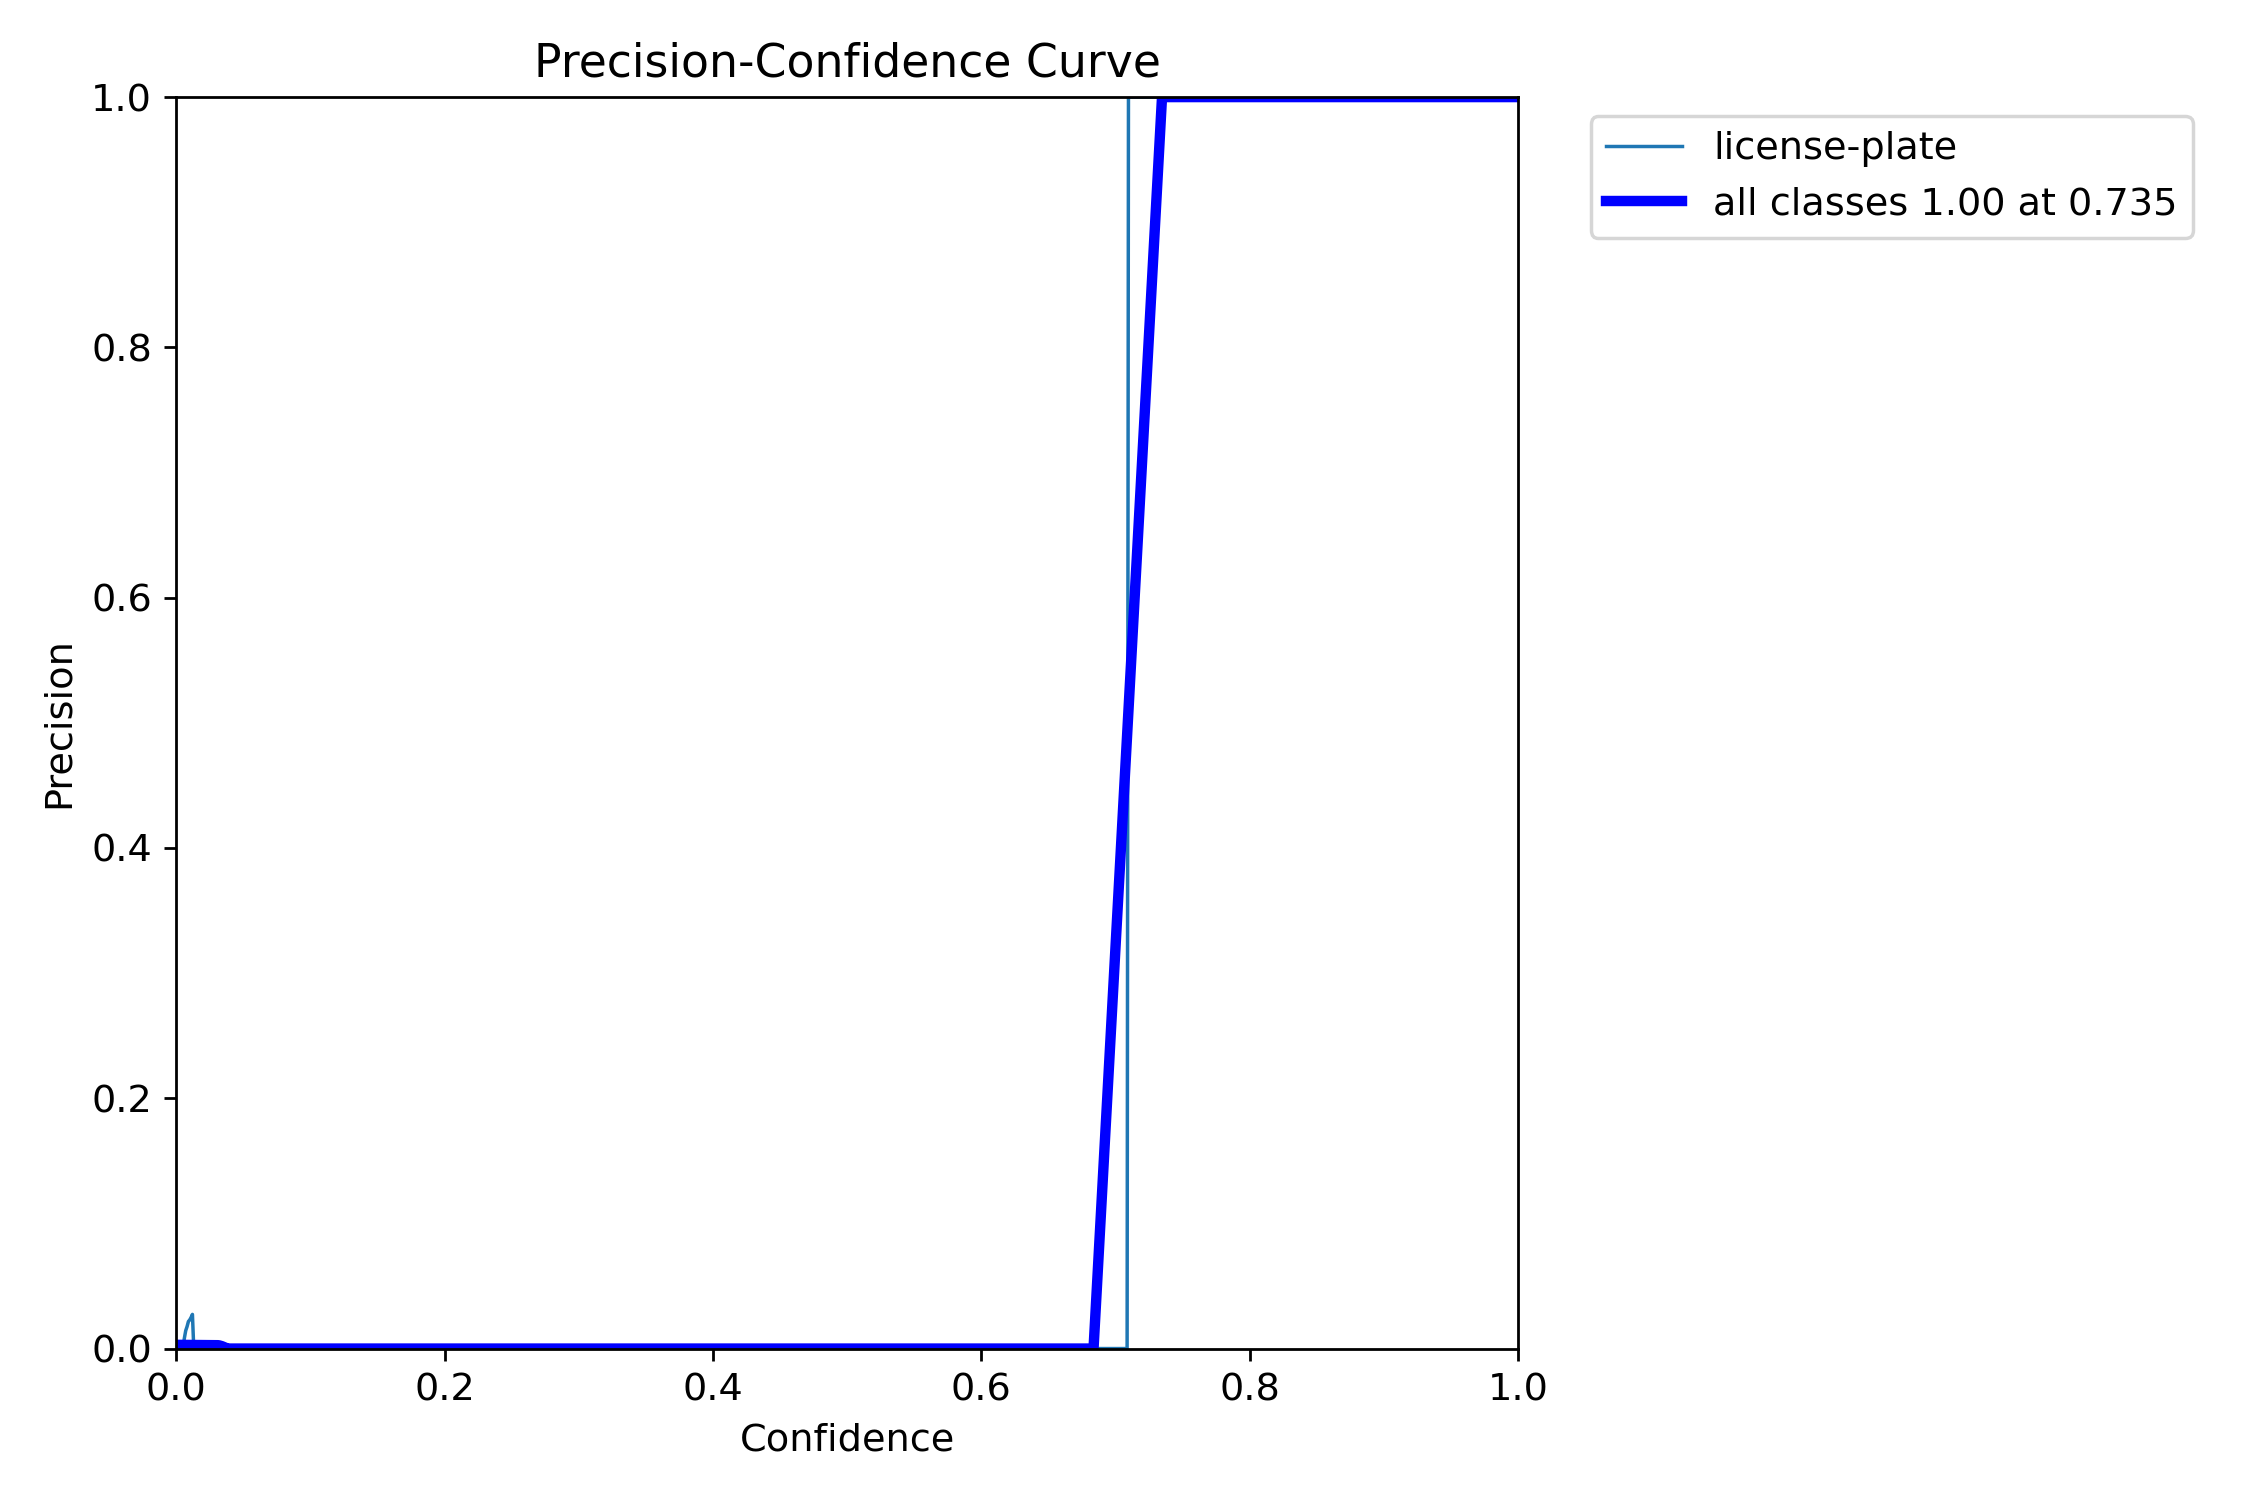 Precision-Confidence Curve
1.0
0.8
0.6
0.4
0.2
0.0
Precision
0.0 0.2 0.4 0.6 0.8 1.0
Confidence
license-plate
all classes 1.00 at 0.735